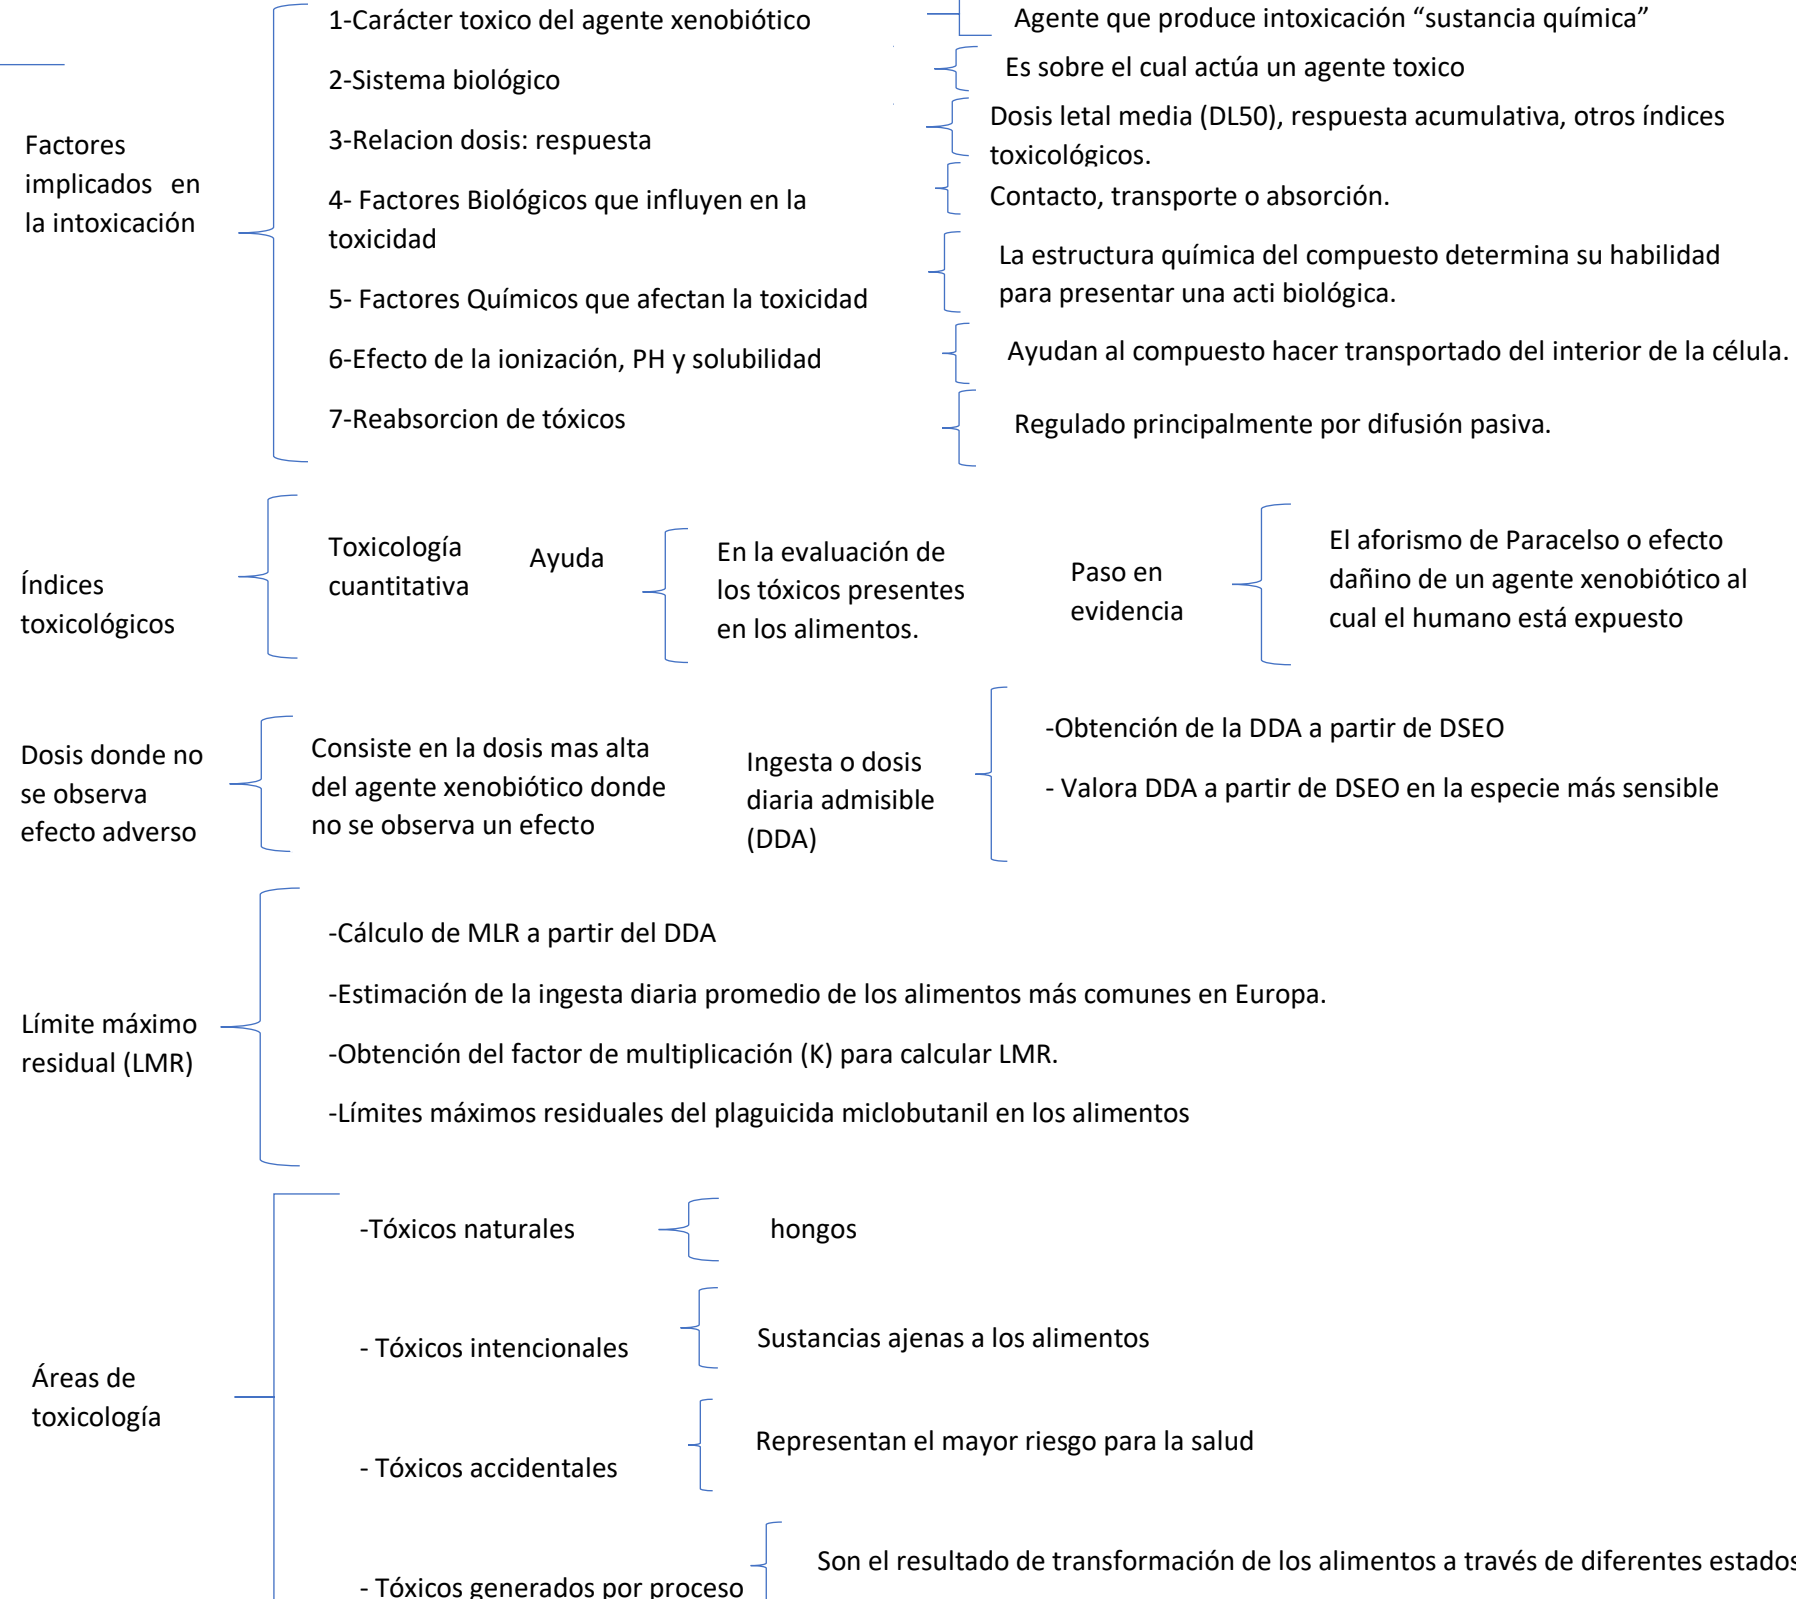 Factores
implicados en
la intoxicación
1-Carácter toxico del agente xenobiótico
Agente que produce intoxicación “sustancia química”
2-Sistema biológico
Es sobre el cual actúa un agente toxico
3-Relacion dosis: respuesta
Dosis letal media (DL50), respuesta acumulativa, otros índices
toxicológicos.
4- Factores Biológicos que influyen en la
toxicidad
Contacto, transporte o absorción.
5- Factores Químicos que afectan la toxicidad
La estructura química del compuesto determina su habilidad
para presentar una acti biológica.
6-Efecto de la ionización, PH y solubilidad
Ayudan al compuesto hacer transportado del interior de la célula.
7-Reabsorcion de tóxicos
Regulado principalmente por difusión pasiva.
Índices
toxicológicos
Toxicología
cuantitativa
Ayuda
En la evaluación de
los tóxicos presentes
en los alimentos.
Paso en
evidencia
El aforismo de Paracelso o efecto
dañino de un agente xenobiótico al
cual el humano está expuesto
Dosis donde no
se observa
efecto adverso
Consiste en la dosis mas alta
del agente xenobiótico donde
no se observa un efecto
Ingesta o dosis
diaria admisible
(DDA)
-Obtención de la DDA a partir de DSEO
- Valora DDA a partir de DSEO en la especie más sensible
Límite máximo
residual (LMR)
-Cálculo de MLR a partir del DDA
-Estimación de la ingesta diaria promedio de los alimentos más comunes en Europa.
-Obtención del factor de multiplicación (K) para calcular LMR.
-Límites máximos residuales del plaguicida miclobutanil en los alimentos
Áreas de
toxicología
-Tóxicos naturales
hongos
- Tóxicos intencionales
Sustancias ajenas a los alimentos
- Tóxicos accidentales
Representan el mayor riesgo para la salud
- Tóxicos generados por proceso
Son el resultado de transformación de los alimentos a través de diferentes estados